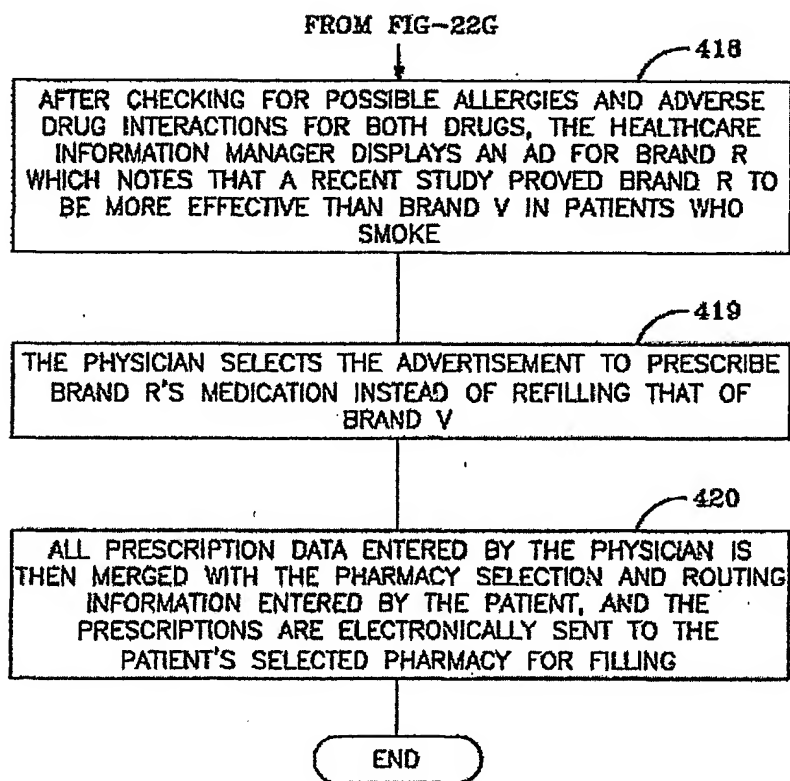 FROM FIG-22G
418
AFTER CHECKING FOR POSSIBLE ALLERGIES AND ADVERSE
DRUG INTERACTIONS FOR BOTH DRUGS, THE HEALTHCARE
INFORMATION MANAGER DISPLAYS AN AD FOR BRAND R
WHICH NOTES THAT A RECENT STUDY PROVED BRAND R TO
BE MORE EFFECTIVE THAN BRAND V IN PATIENTS WHO
SMOKE
419
THE PHYSICIAN SELECTS THE ADVERTISEMENT TO PRESCRIBE
BRAND R'S MEDICATION INSTEAD OF REFILLING THAT OF
BRAND V
420
ALL PRESCRIPTION DATA ENTERED BY THE PHYSICIAN IS
THEN MERGED WITH THE PHARMACY SELECTION AND ROUTING
INFORMATION ENTERED BY THE PATIENT, AND THE
PRESCRIPTIONS ARE ELECTRONICALLY SENT TO THE
PATIENT'S SELECTED PHARMACY FOR FILLING
END